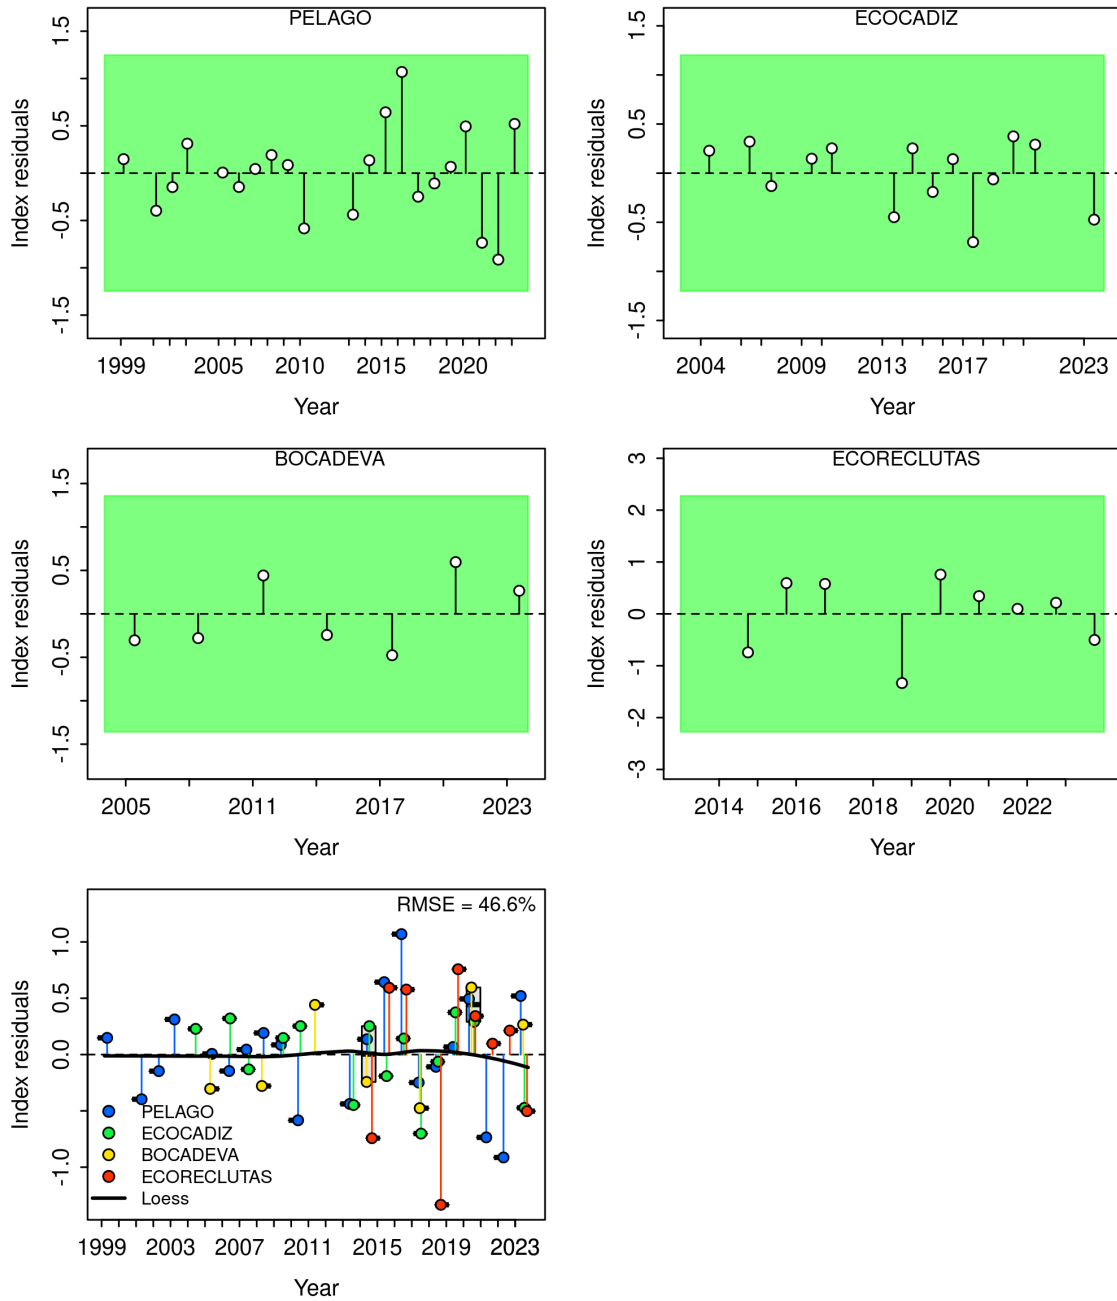 PELAGO
1.5
0.5
-0.5
-1.5
Index residuals
1999 2005 2010 2015 2020
Year
ECOCADIZ
1.5
0.5
-0.5
-1.5
Index residuals
2004 2009 2013 2017 2023
Year
BOCADEVA
1.5
0.5
-0.5
-1.5
Index residuals
2005 2011 2017 2023
Year
ECORECLUTAS
3
2
1
0
-1
-2
-3
Index residuals
2014 2016 2018 2020 2022
Year
RMSE = 46.6%
1.0
0.5
0.0
-1.0
Index residuals
PELAGO
ECOCADIZ
BOCADEVA
ECORECLUTAS
Loess
1999 2003 2007 2011 2015 2019 2023
Year